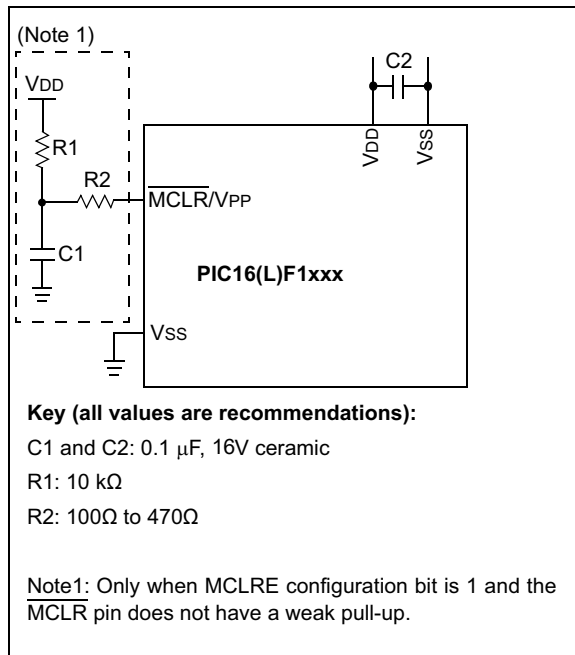 (Note 1)
VDD
R1
R2
C1
C2
VDD
VSS
MCLR/VPP
PIC16(L)F1xxx
VSS
Key (all values are recommendations):
C1 and C2: 0.1 μF, 16V ceramic
R1: 10 kΩ
R2: 100Ω to 470Ω
Note1: Only when MCLRE configuration bit is 1 and the
MCLR pin does not have a weak pull-up.